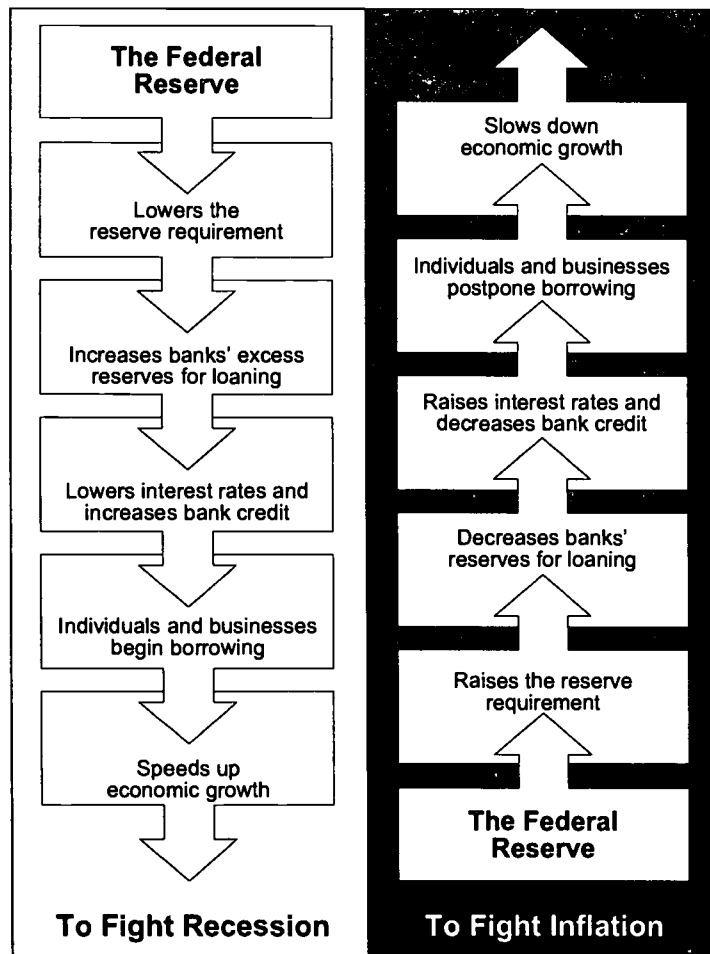 The Federal
Reserve
Lowers the
reserve requirement
Increases banks' excess
reserves for loaning
Lowers interest rates and
increases bank credit
Individuals and businesses
begin borrowing
Speeds up
economic growth
To Fight Recession
Slows down
economic growth
Individuals and businesses
postpone borrowing
Raises interest rates and
decreases bank credit
Decreases banks'
reserves for loaning
Raises the reserve
requirement
The Federal
Reserve
To Fight Inflation